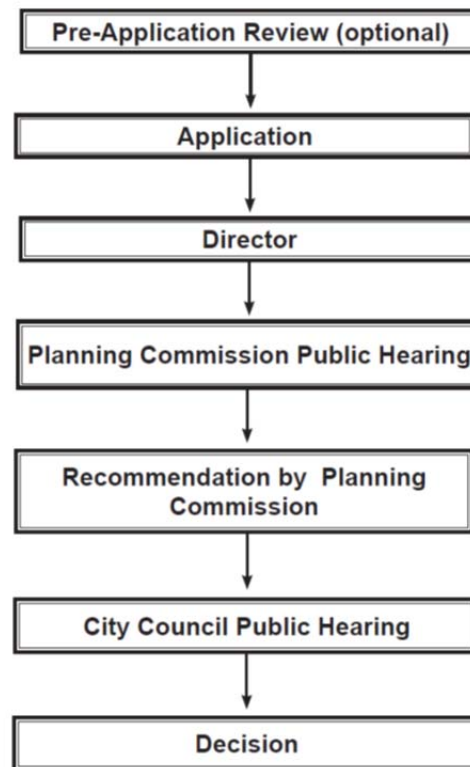 Pre-Application Review (optional)
Application
Director
Planning Commission Public Hearing
Recommendation by Planning
Commission
City Council Public Hearing
Decision